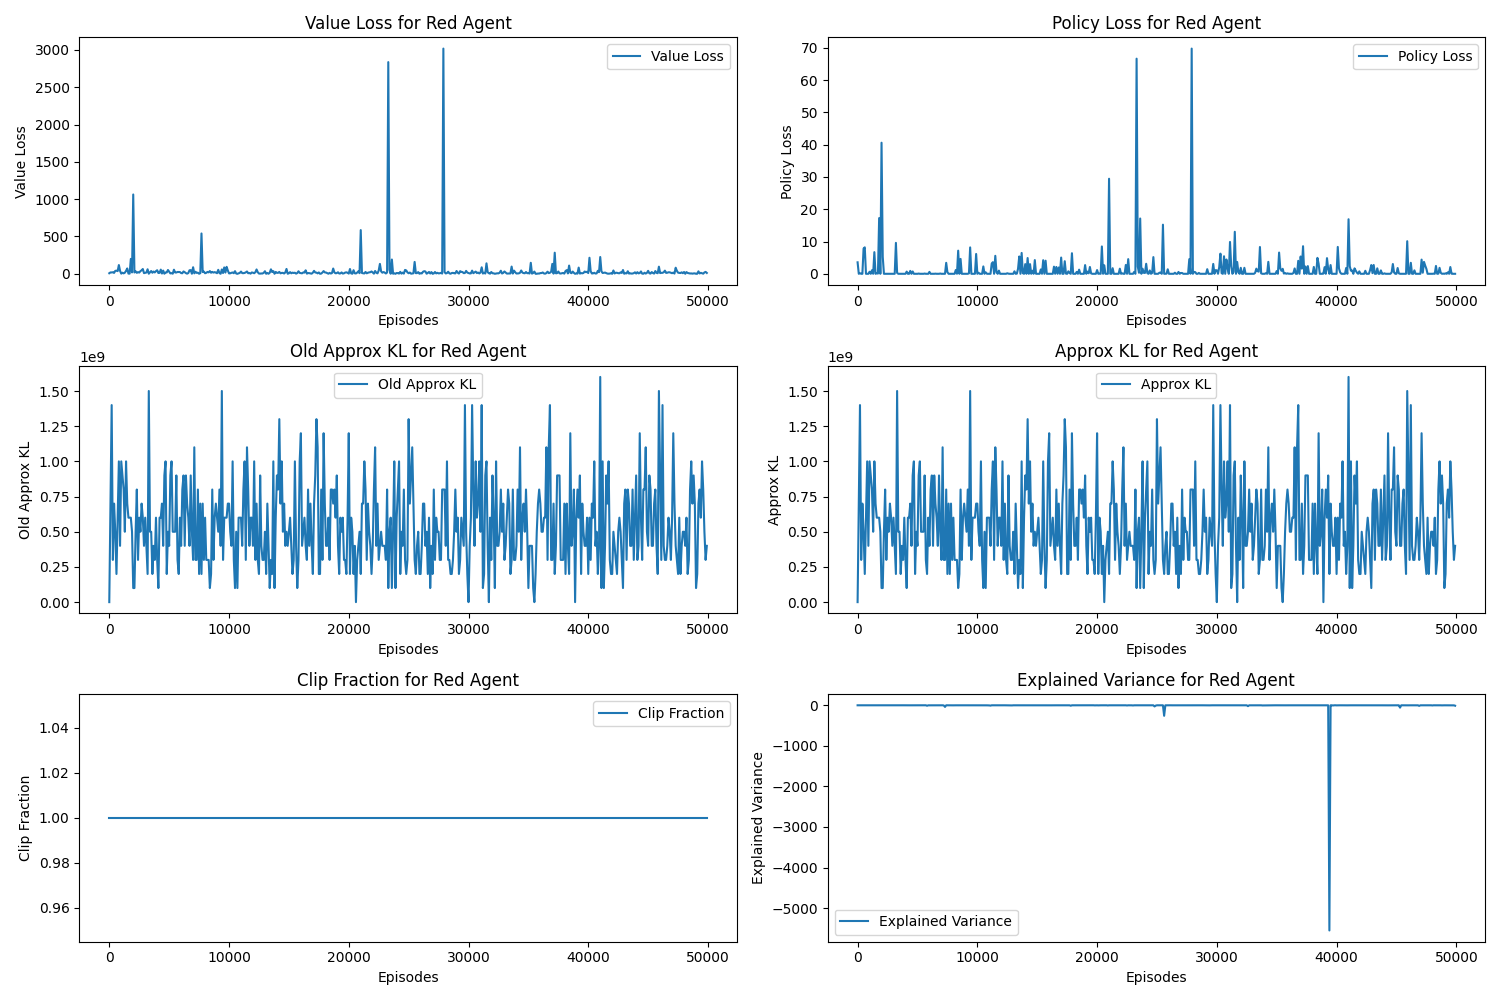 Value Loss for Red Agent
Value Loss
3000
2500
2000
1500
1000
500
0
Value Loss
0 10000 20000 30000 40000 50000
Episodes
Policy Loss for Red Agent
Policy Loss
70
60
50
40
30
20
10
0
Policy Loss
0 10000 20000 30000 40000 50000
Episodes
Old Approx KL for Red Agent
1e9
Old Approx KL
1.50
1.25
1.00
0.75
0.50
0.25
0.00
Old Approx KL
0 10000 20000 30000 40000 50000
Episodes
Approx KL for Red Agent
1e9
Approx KL
1.50
1.25
1.00
0.75
0.50
0.25
0.00
Approx KL
0 10000 20000 30000 40000 50000
Episodes
Clip Fraction for Red Agent
Clip Fraction
1.04
1.02
1.00
0.98
0.96
Clip Fraction
0 10000 20000 30000 40000 50000
Episodes
Explained Variance for Red Agent
0
−1000
−2000
−3000
−4000
−5000
Explained Variance
Explained Variance
0 10000 20000 30000 40000 50000
Episodes